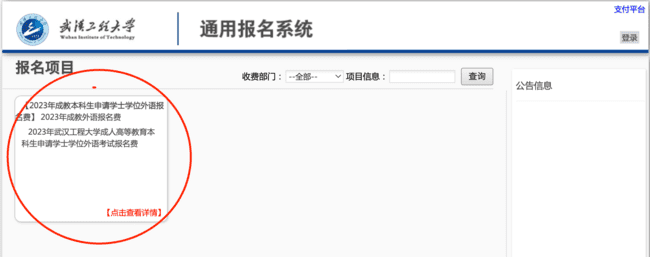 支付平台
武汉工程大学
Wuhan Institute of Technology
通用报名系统
登录
报名项目
收费部门： --全部-- 项目信息： 查询
公告信息
【2023年成教本科生申请学士学位外语报
名费】 2023年成教外语报名费
2023年武汉工程大学成人高等教育本
科生申请学士学位外语考试报名费
【点击查看详情】